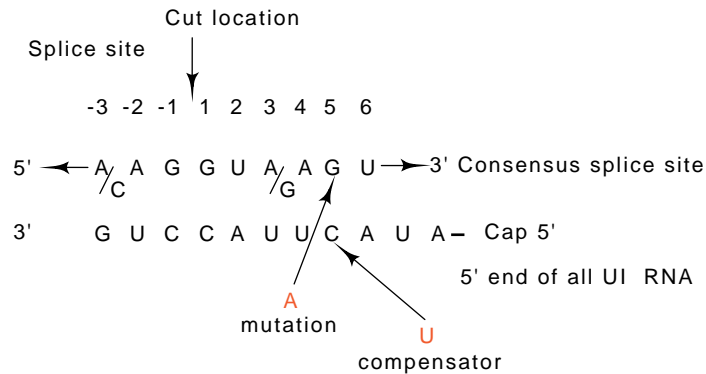 Cut location
Splice site
-3 -2 -1 1 2 3 4 5 6
5' A/C A G G U A/G A G U 3' Consensus splice site
3' G U C C A U U C A U A – Cap 5'
5' end of all UI RNA
A
mutation
U
compensator